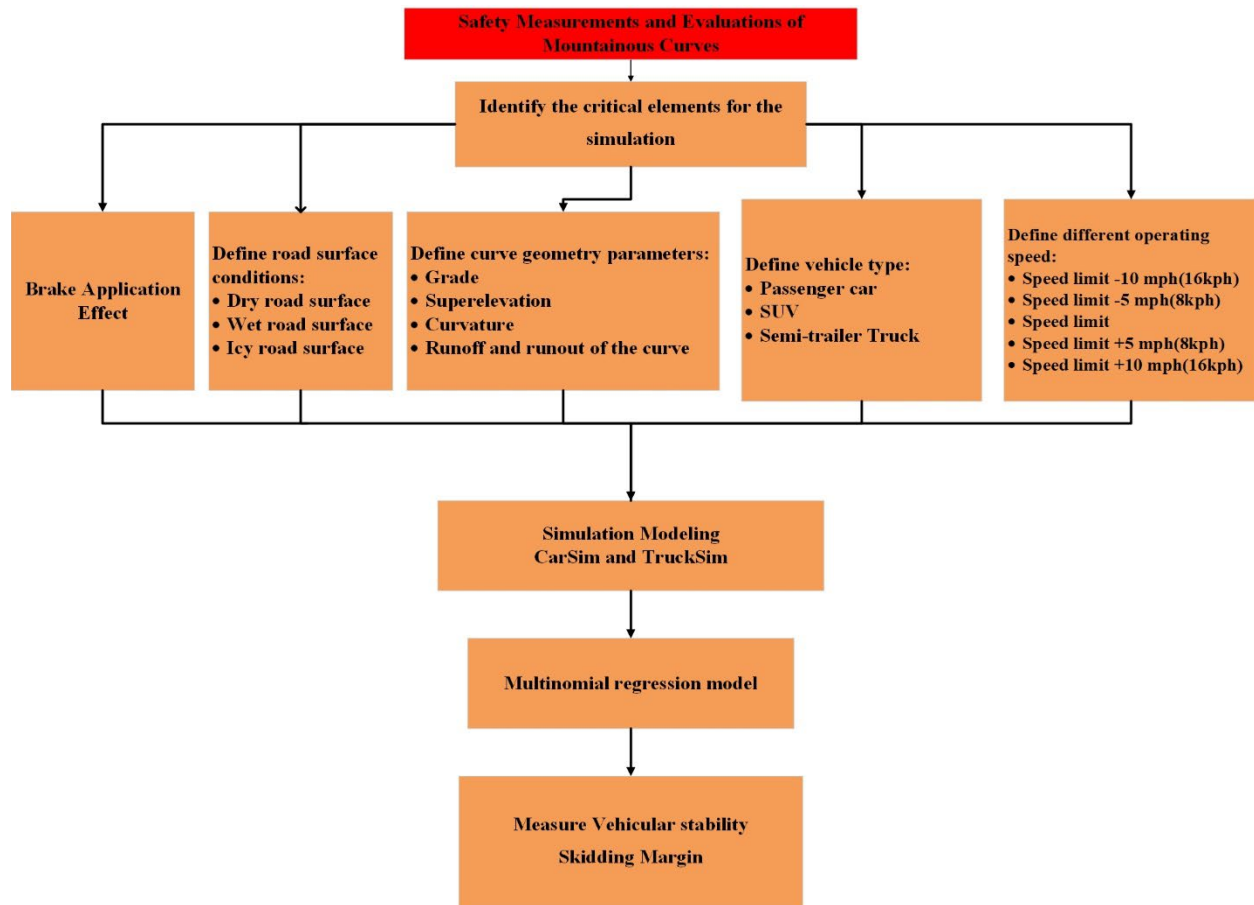 Safety Measurements and Evaluations of
Mountainous Curves
Identify the critical elements for the
simulation
Brake Application
Effect
Define road surface
conditions:
• Dry road surface
• Wet road surface
• Icy road surface
Define curve geometry parameters:
• Grade
• Superelevation
• Curvature
• Runoff and runout of the curve
Define vehicle type:
• Passenger car
• SUV
• Semi-trailer Truck
Define different operating
speed:
• Speed limit -10 mph(16kph)
• Speed limit -5 mph(8kph)
• Speed limit
• Speed limit +5 mph(8kph)
• Speed limit +10 mph(16kph)
Simulation Modeling
CarSim and TruckSim
Multinomial regression model
Measure Vehicular stability
Skidding Margin